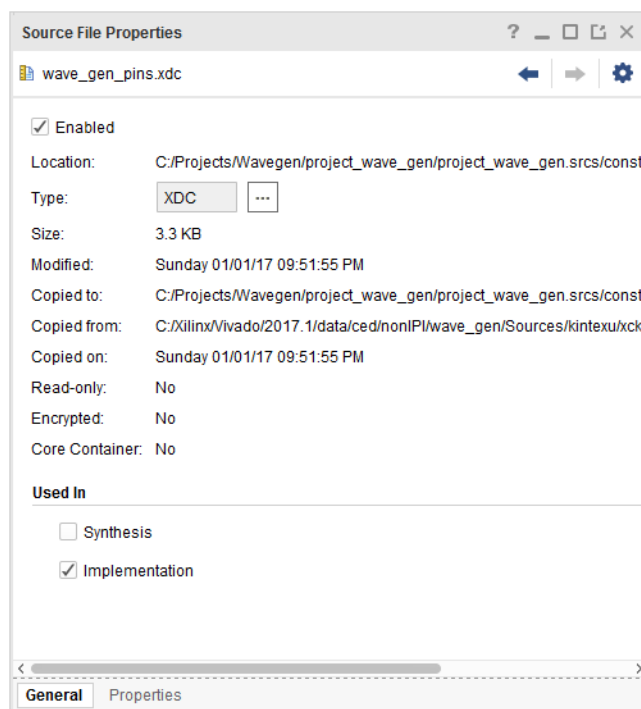 Source File Properties ?
wave_gen_pins.xdc
Enabled
Location: C:/Projects/Wavegen/project_wave_gen/project_wave_gen.srcs/const
Type: XDC ...
Size: 3.3 KB
Modified: Sunday 01/01/17 09:51:55 PM
Copied to: C:/Projects/Wavegen/project_wave_gen/project_wave_gen.srcs/const
Copied from: C:/Xilinx/Vivado/2017.1/data/ced/nonIPI/wave_gen/Sources/kintexu/xck
Copied on: Sunday 01/01/17 09:51:55 PM
Read-only: No
Encrypted: No
Core Container: No
Used In
Synthesis
Implementation
General Properties